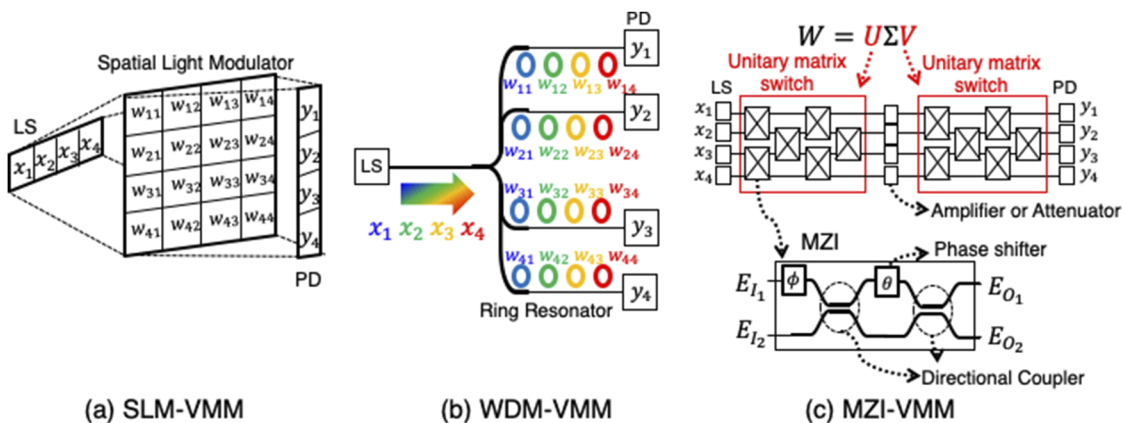 Spatial Light Modulator
LS
x1 x2 x3 x4
w11 w12 w13 w14
w21 w22 w23 w24
w31 w32 w33 w34
w41 w42 w43 w44
y1
y2
y3
y4
PD
(a) SLM-VMM
PD
y1
w11 w12 w13 w14
y2
w21 w22 w23 w24
LS
w31 w32 w33 w34
x1 x2 x3 x4
y3
w41 w42 w43 w44
y4
Ring Resonator
(b) WDM-VMM
W = UΣV
Unitary matrix switch
Unitary matrix switch
LS
PD
x1
y1
x2
y2
x3
y3
x4
y4
Amplifier or Attenuator
MZI
Phase shifter
EI1
ϕ
θ
EO1
EI2
EO2
Directional Coupler
(c) MZI-VMM